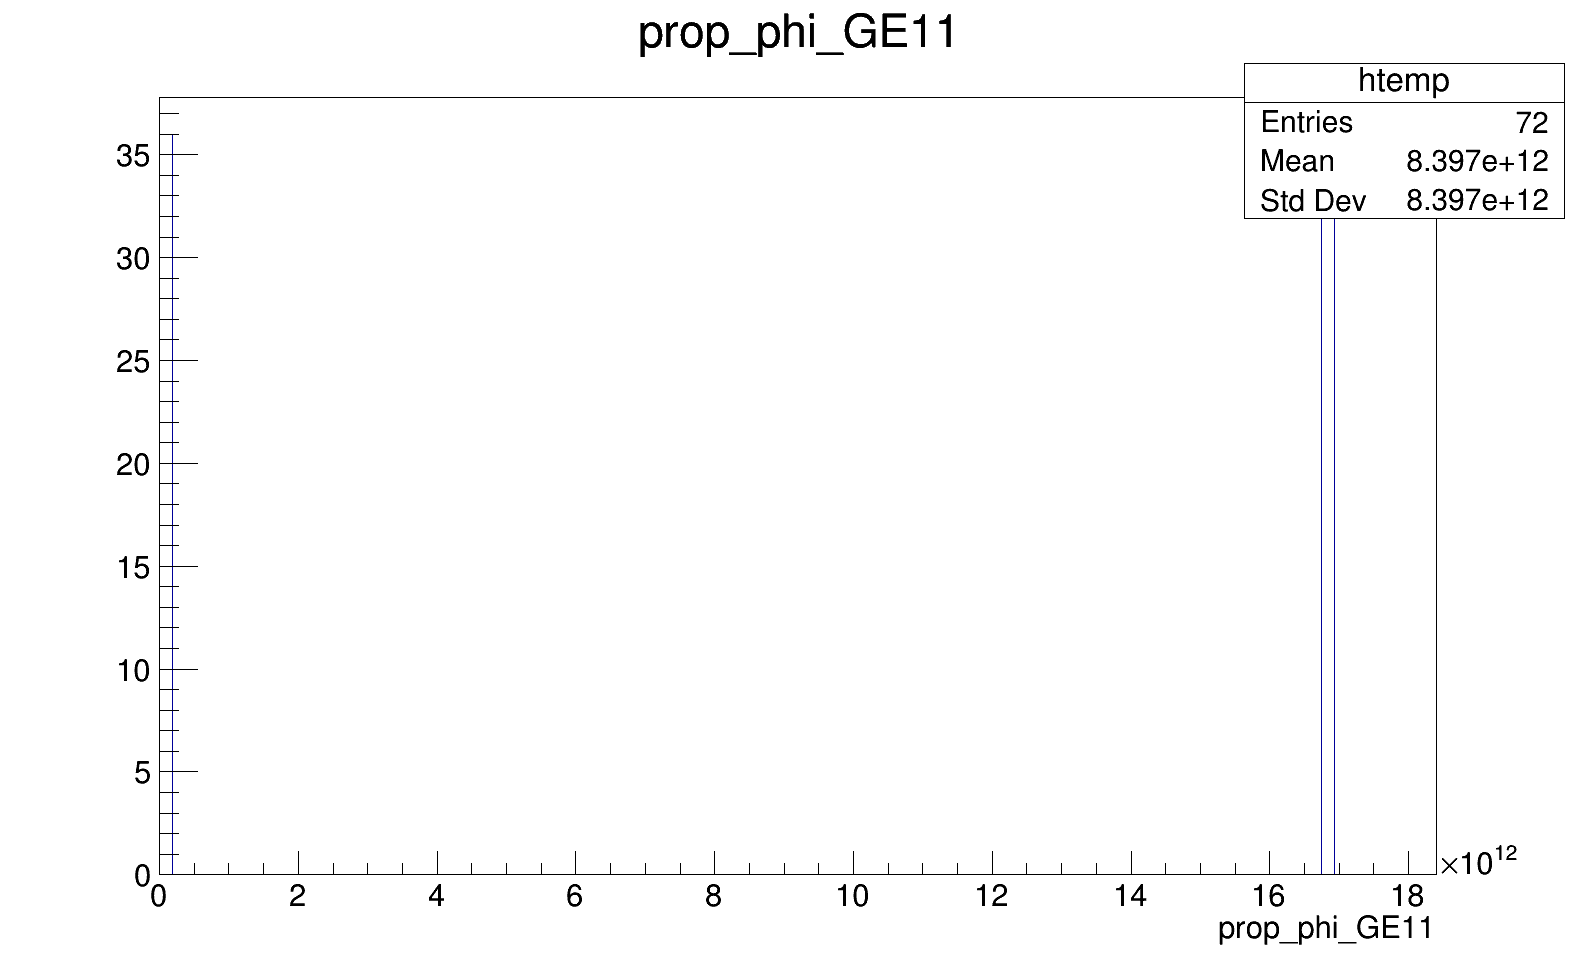 prop_phi_GE11
htemp
Entries 72
Mean 8.397e+12
Std Dev 8.397e+12
35
30
25
20
15
10
5
0
0 2 4 6 8 10 12 14 16 18
×10¹²
prop_phi_GE11